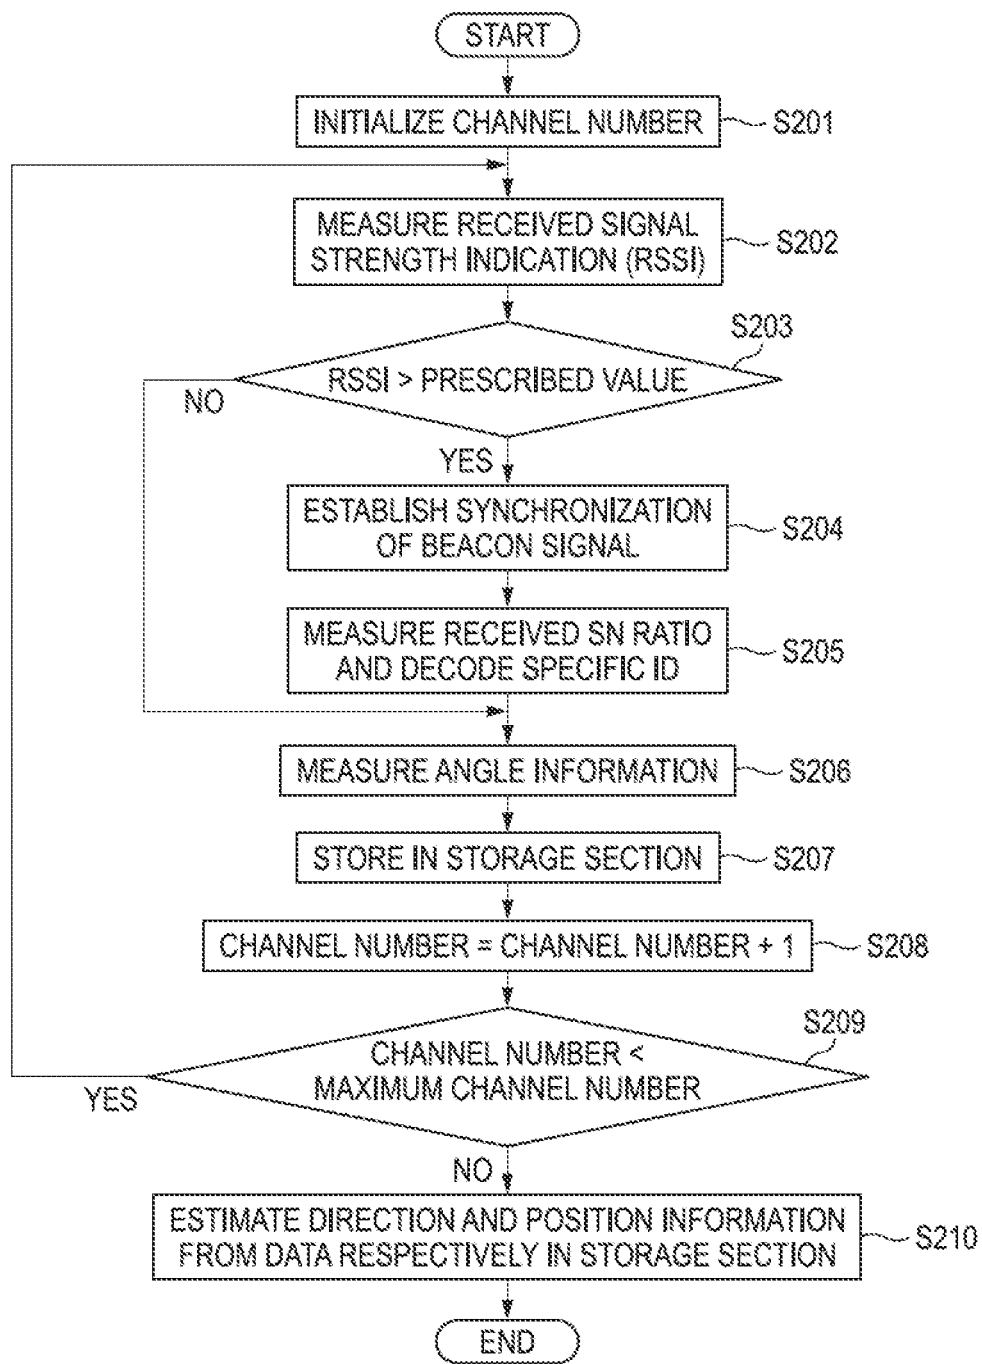 START
INITIALIZE CHANNEL NUMBER
S201
MEASURE RECEIVED SIGNAL
STRENGTH INDICATION (RSSI)
S202
S203
RSSI > PRESCRIBED VALUE
NO
YES
ESTABLISH SYNCHRONIZATION
OF BEACON SIGNAL
S204
MEASURE RECEIVED SN RATIO
AND DECODE SPECIFIC ID
S205
MEASURE ANGLE INFORMATION
S206
STORE IN STORAGE SECTION
S207
CHANNEL NUMBER = CHANNEL NUMBER + 1
S208
S209
CHANNEL NUMBER <
MAXIMUM CHANNEL NUMBER
YES
NO
ESTIMATE DIRECTION AND POSITION INFORMATION
FROM DATA RESPECTIVELY IN STORAGE SECTION
S210
END